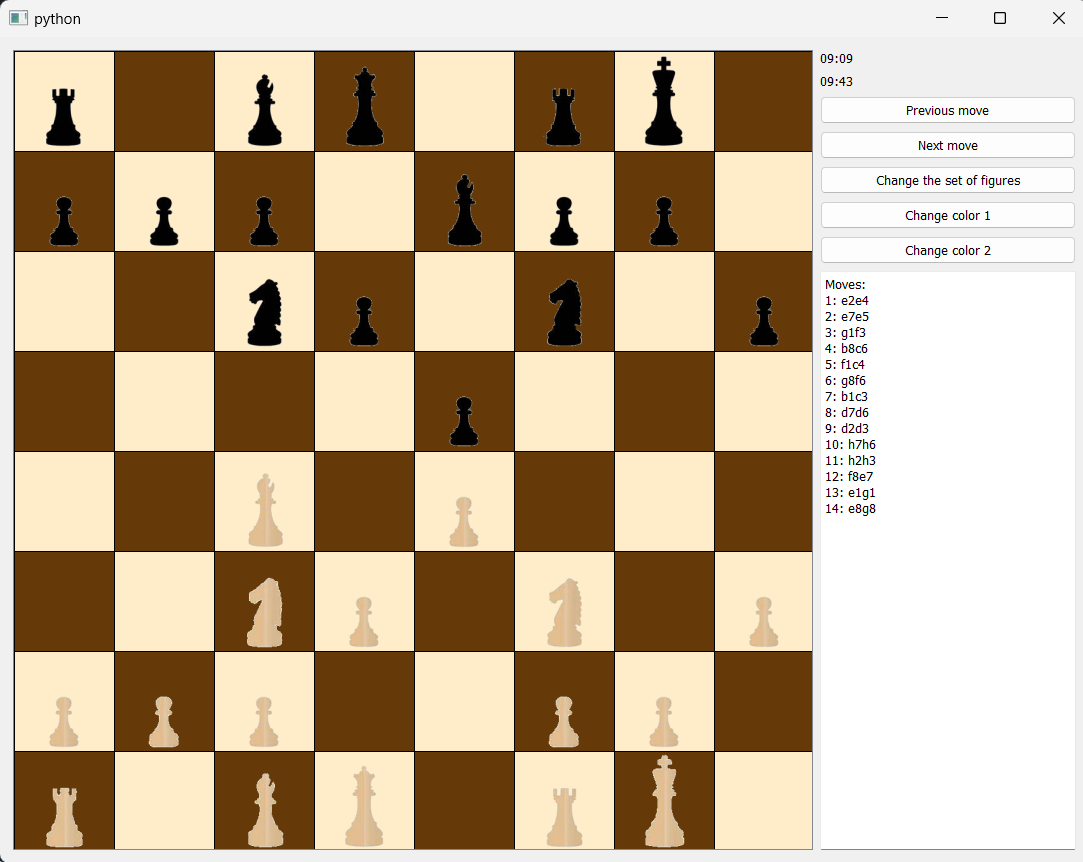 python
09:09
09:43
Previous move
Next move
Change the set of figures
Change color 1
Change color 2
Moves:
1: e2e4
2: e7e5
3: g1f3
4: b8c6
5: f1c4
6: g8f6
7: b1c3
8: d7d6
9: d2d3
10: h7h6
11: h2h3
12: f8e7
13: e1g1
14: e8g8